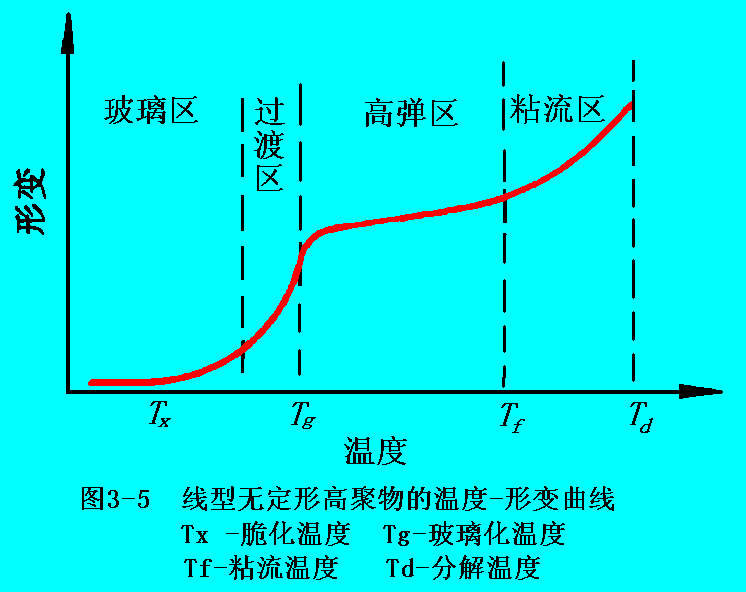 玻璃区
过渡区
高弹区
粘流区
形变
Tx
Tg
Tf
Td
温度
图3-5 线型无定形高聚物的温度-形变曲线
Tx -脆化温度 Tg-玻璃化温度
Tf-粘流温度 Td-分解温度